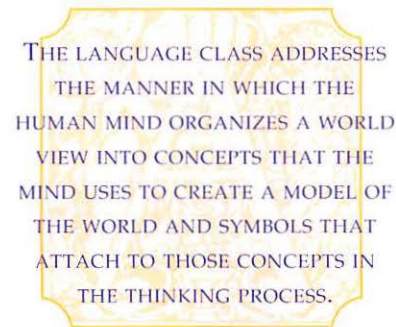 THE LANGUAGE CLASS ADDRESSES
THE MANNER IN WHICH THE
HUMAN MIND ORGANIZES A WORLD
VIEW INTO CONCEPTS THAT THE
MIND USES TO CREATE A MODEL OF
THE WORLD AND SYMBOLS THAT
ATTACH TO THOSE CONCEPTS IN
THE THINKING PROCESS.